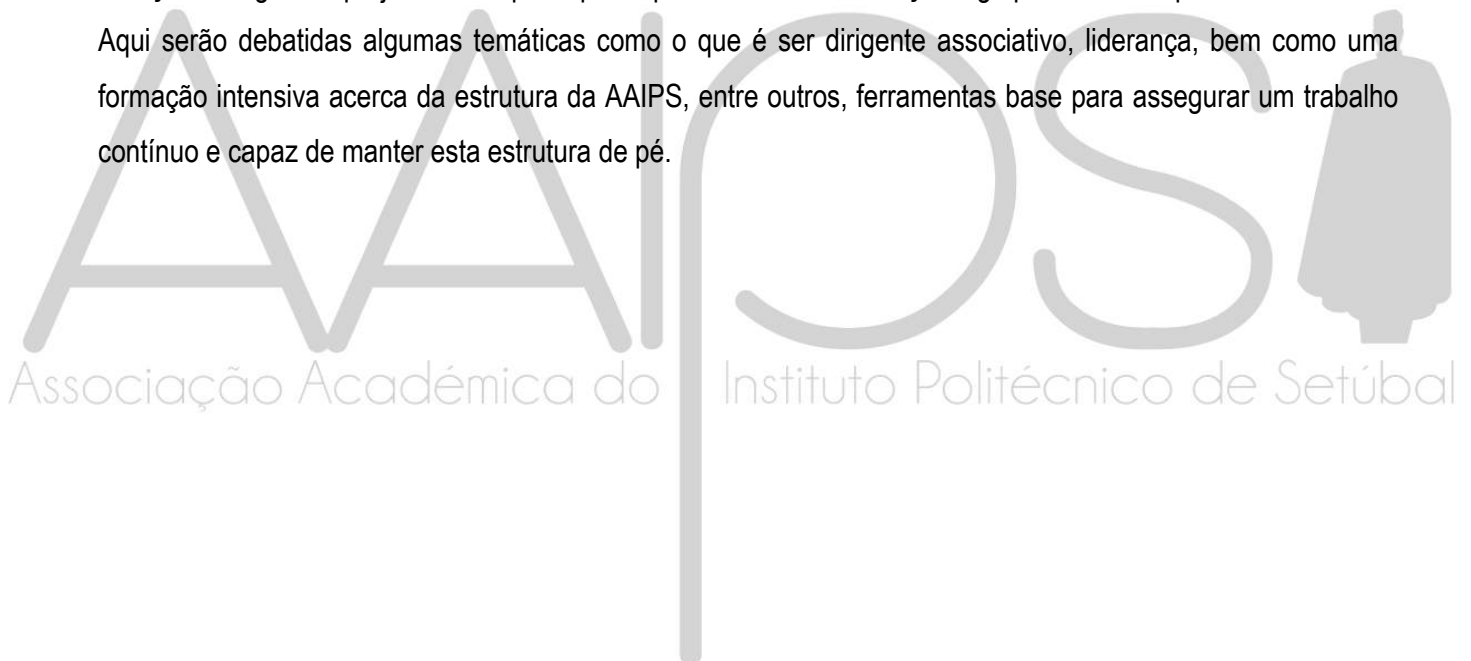 Aqui serão debatidas algumas temáticas como o que é ser dirigente associativo, liderança, bem como uma
formação intensiva acerca da estrutura da AAIPS, entre outros, ferramentas base para assegurar um trabalho
contínuo e capaz de manter esta estrutura de pé.
AAIPS
Associação Académica do Instituto Politécnico de Setúbal